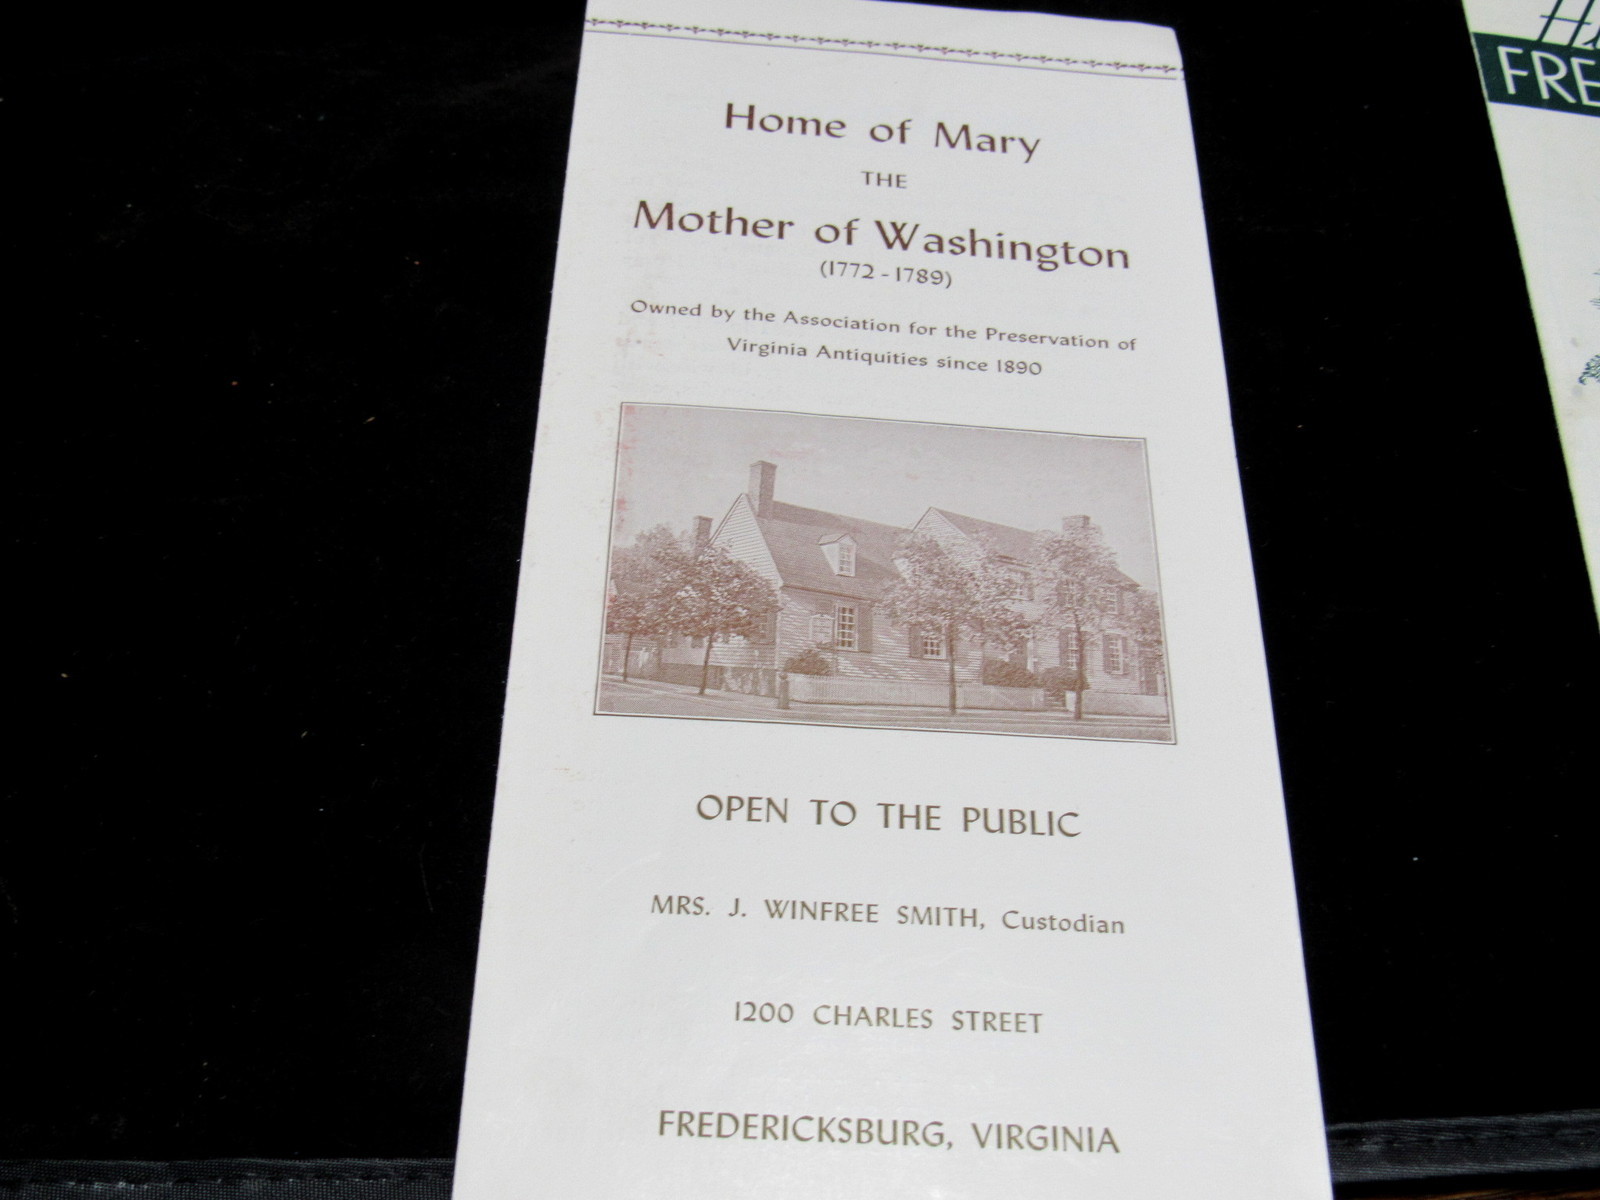 Home of Mary
THE
Mother of Washington
(1772 - 1789)
Owned by the Association for the Preservation of
Virginia Antiquities since 1890
OPEN TO THE PUBLIC
MRS. J. WINFREE SMITH, Custodian
1200 CHARLES STREET
FREDERICKSBURG, VIRGINIA
FRE